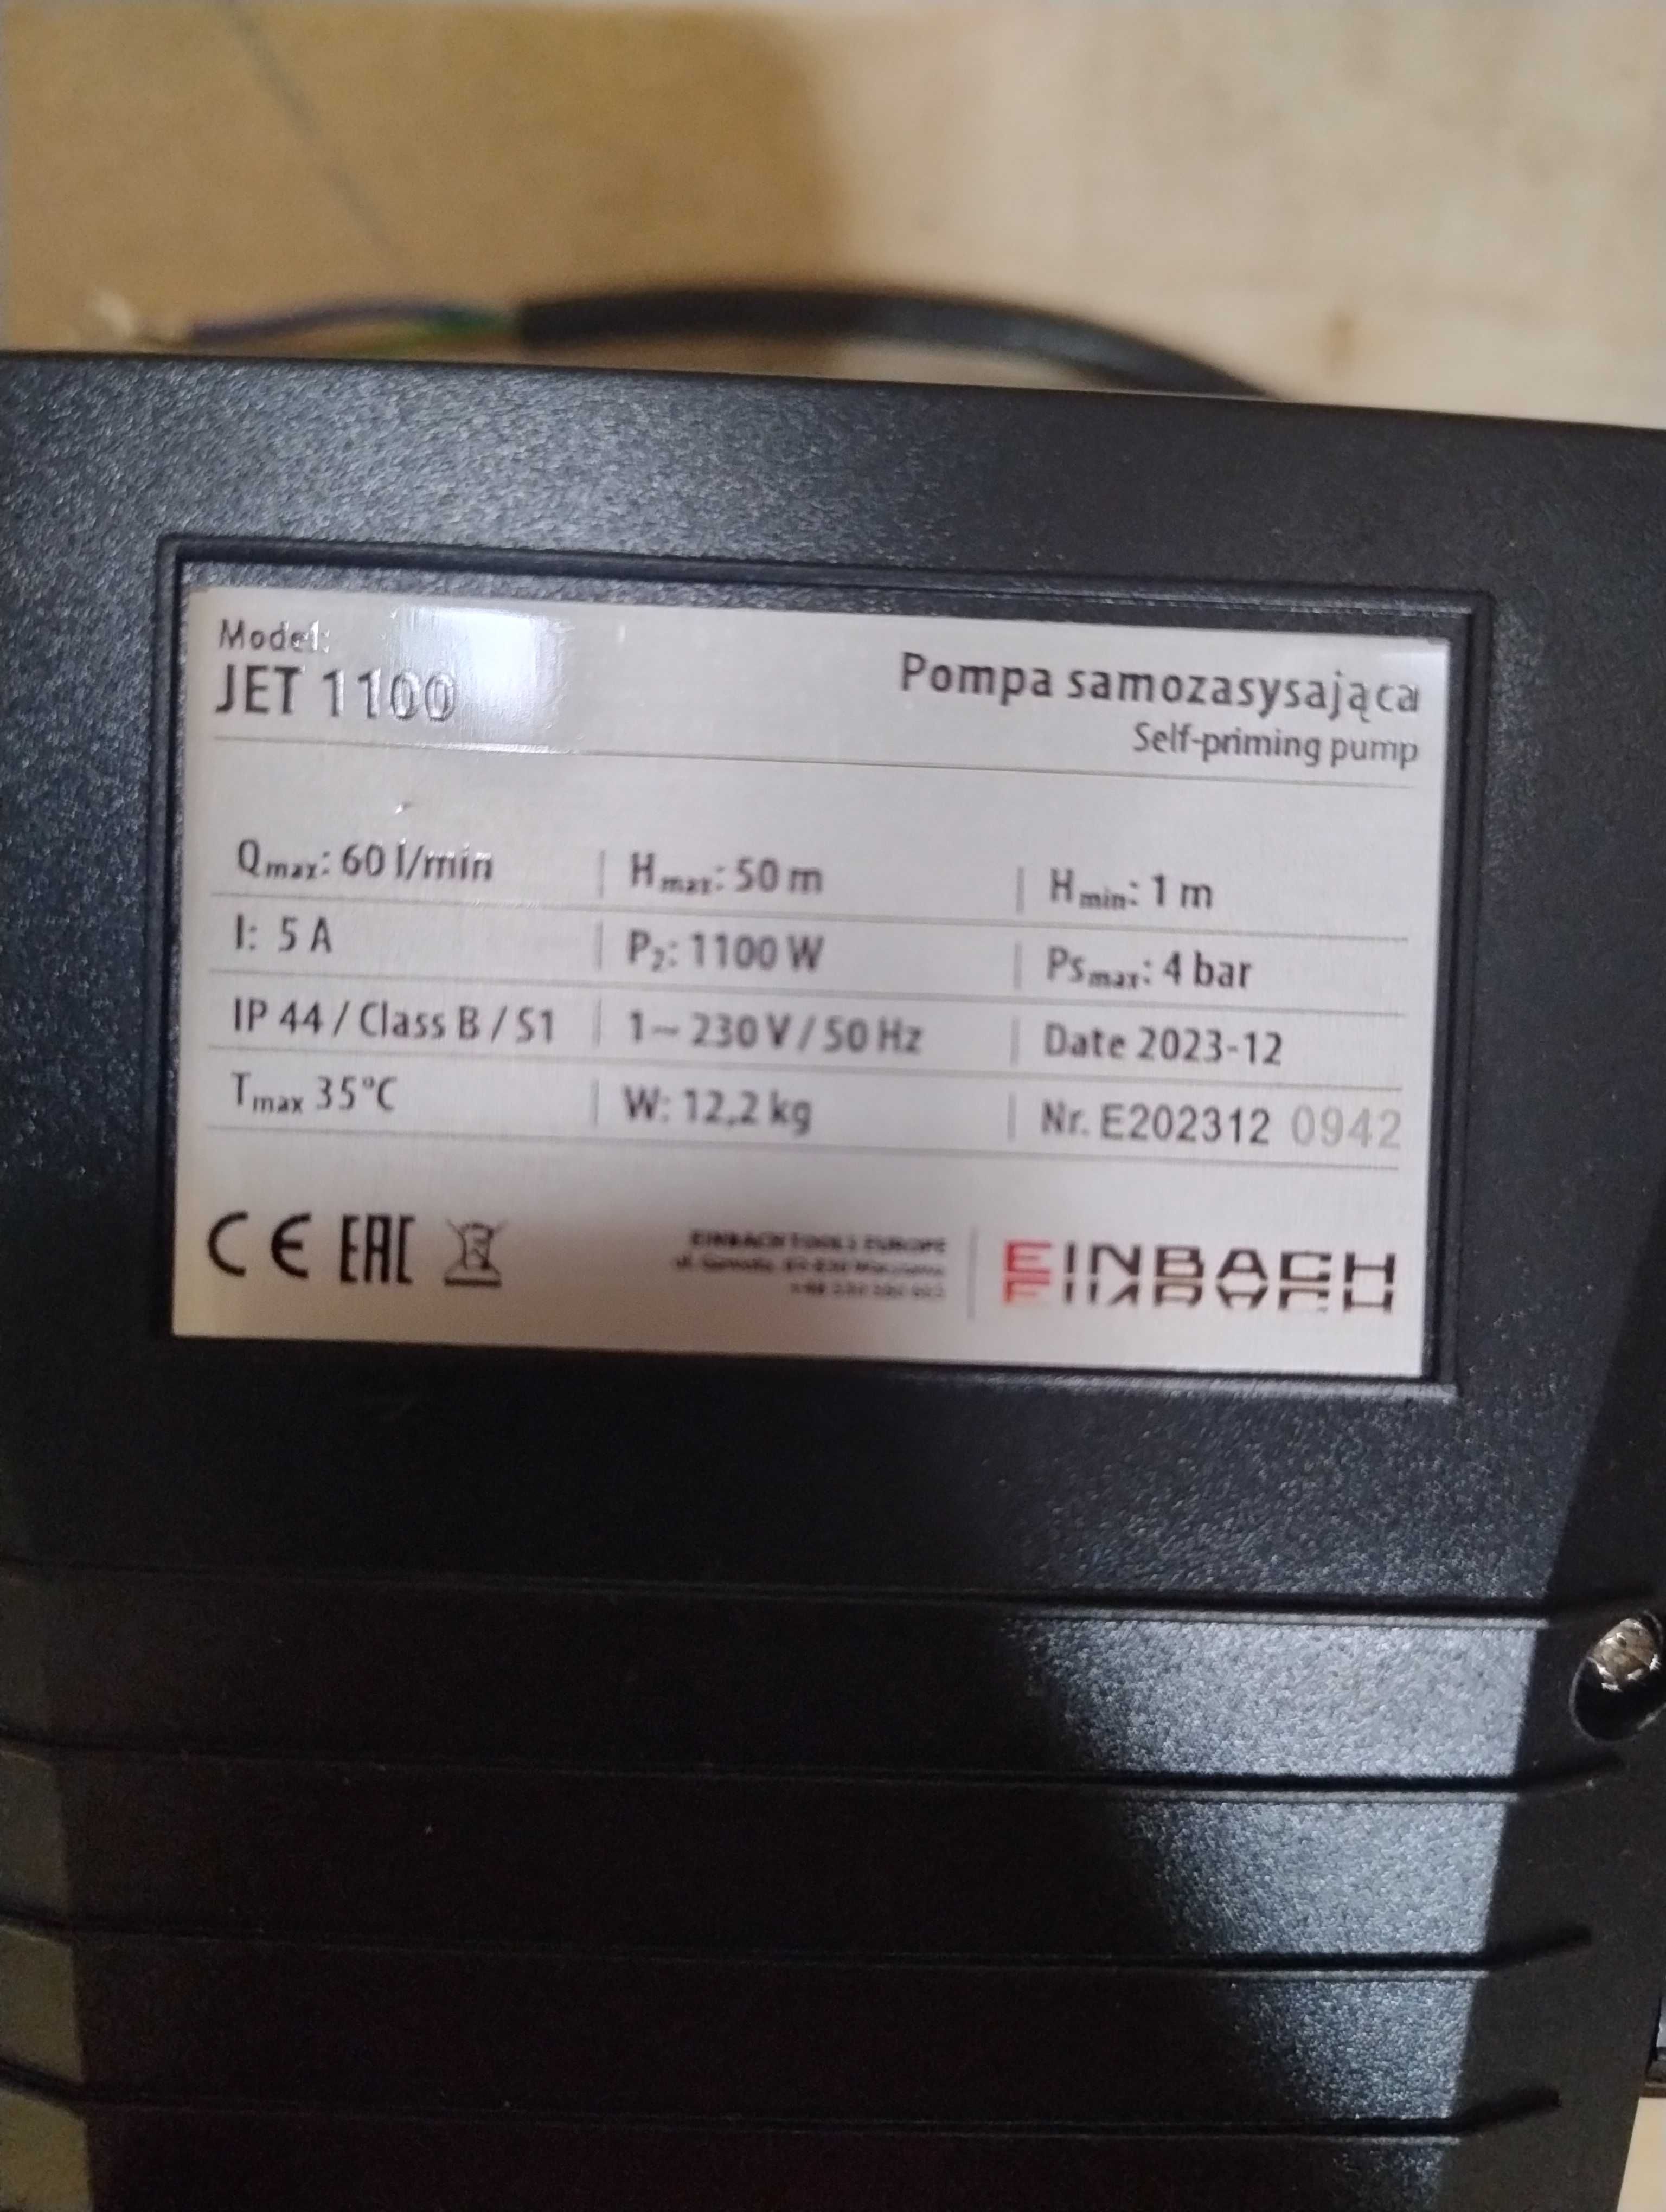 Model:
JET 1100
Pompa samozasysająca
Self-priming pump
Qmax: 60 l/min | Hmax: 50 m | Hmin: 1 m
I: 5 A | P2: 1100 W | Psmax: 4 bar
IP 44 / Class B / S1 | 1~ 230 V / 50 Hz | Date 2023-12
Tmax 35°C | W: 12,2 kg | Nr. E202312 0942
CE EAC
EINBACH TOOLS EUROPE
EINBACH